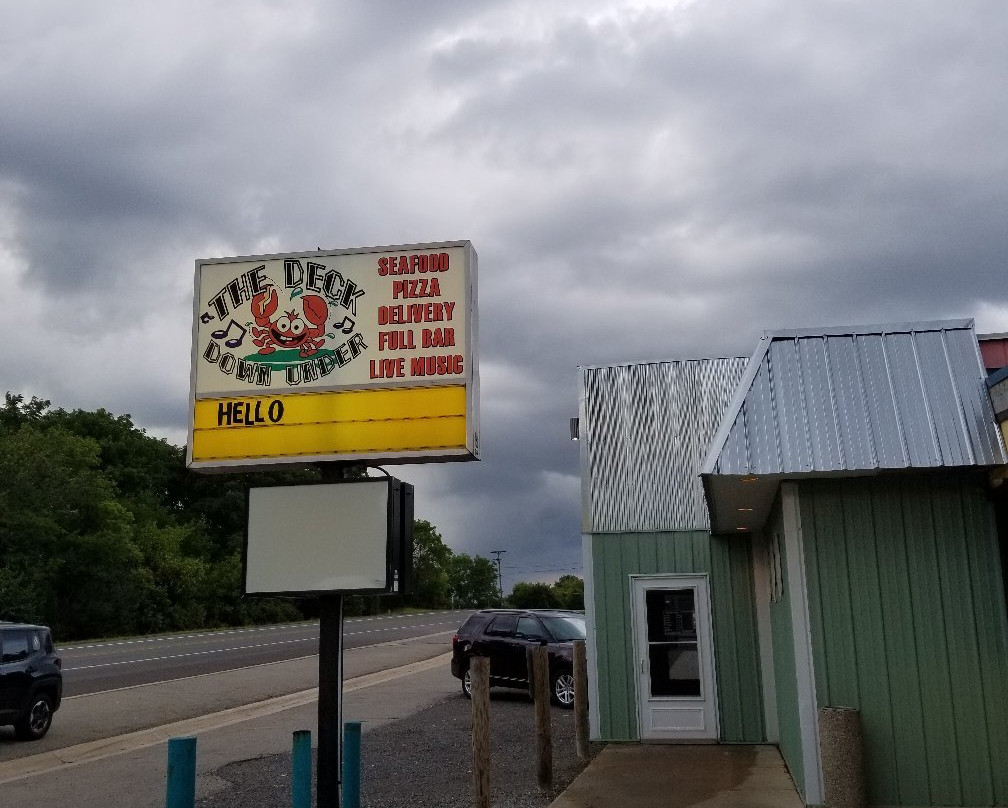 THE DECK
DOWN UNDER
SEAFOOD
PIZZA
DELIVERY
FULL BAR
LIVE MUSIC
HELLO